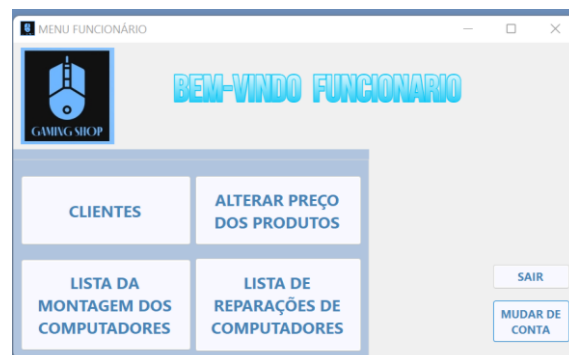 MENU FUNCIONÁRIO
GAMING SHOP
BEM-VINDO FUNCIONARIO
CLIENTES
ALTERAR PREÇO
DOS PRODUTOS
LISTA DA
MONTAGEM DOS
COMPUTADORES
LISTA DE
REPARAÇÕES DE
COMPUTADORES
SAIR
MUDAR DE
CONTA